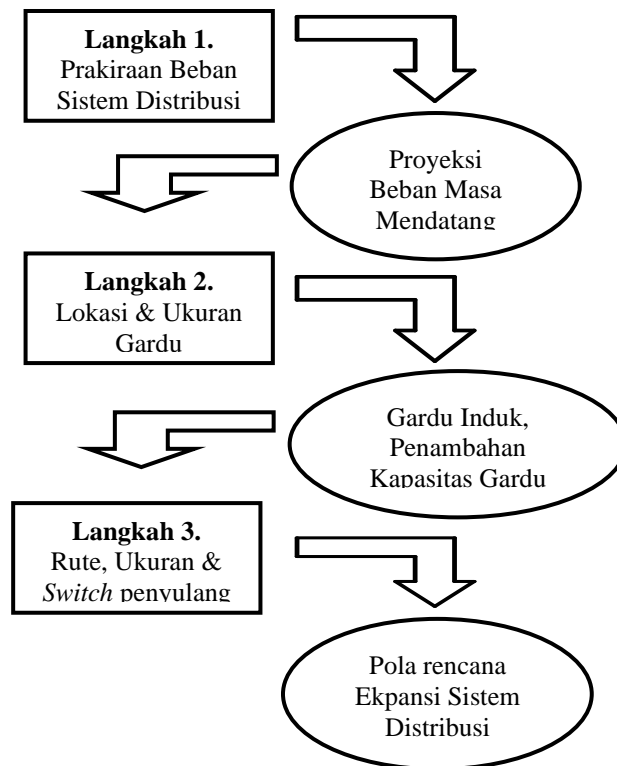 Langkah 1.
Prakiraan Beban
Sistem Distribusi
Proyeksi
Beban Masa
Mendatang
Langkah 2.
Lokasi & Ukuran
Gardu
Gardu Induk,
Penambahan
Kapasitas Gardu
Langkah 3.
Rute, Ukuran &
Switch penyulang
Pola rencana
Ekpansi Sistem
Distribusi